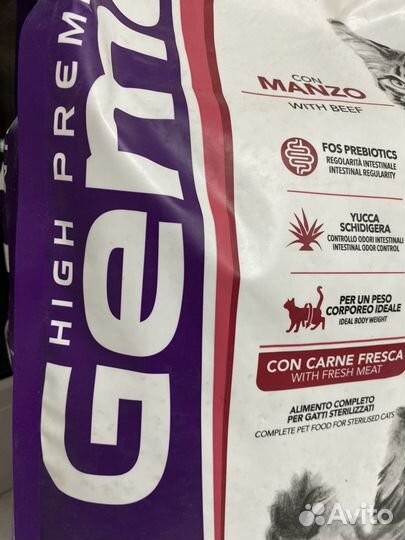 HIGH PREM
Gem
CON
MANZO
WITH BEEF
FOS PREBIOTICS
REGOLARITÀ INTESTINALE
INTESTINAL REGULARITY
YUCCA
SCHIDIGERA
CONTROLLO ODORI INTESTINALI
INTESTINAL ODOR CONTROL
PER UN PESO
CORPOREO IDEALE
IDEAL BODY WEIGHT
CON CARNE FRESCA
WITH FRESH MEAT
ALIMENTO COMPLETO
PER GATTI STERILIZZATI
COMPLETE PET FOOD FOR STERILISED CATS
Avito